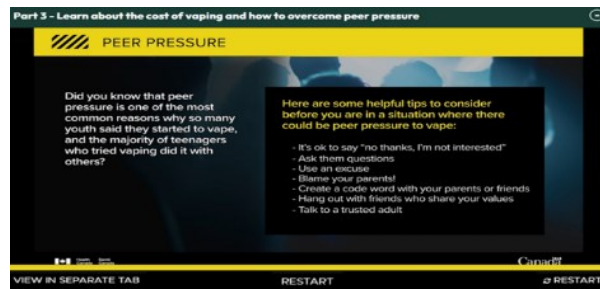 Part 3 - Learn about the cost of vaping and how to overcome peer pressure
PEER PRESSURE
Did you know that peer
pressure is one of the most
common reasons why so many
youth said they started to vape,
and the majority of teenagers
who tried vaping did it with
others?
Here are some helpful tips to consider
before you are in a situation where there
could be peer pressure to vape:
- It's ok to say "no thanks, I'm not interested"
- Ask them questions
- Use an excuse
- Blame your parents!
- Create a code word with your parents or friends
- Hang out with friends who share your values
- Talk to a trusted adult
Health Canada
Santé Canada
Canada
VIEW IN SEPARATE TAB
RESTART
RESTART